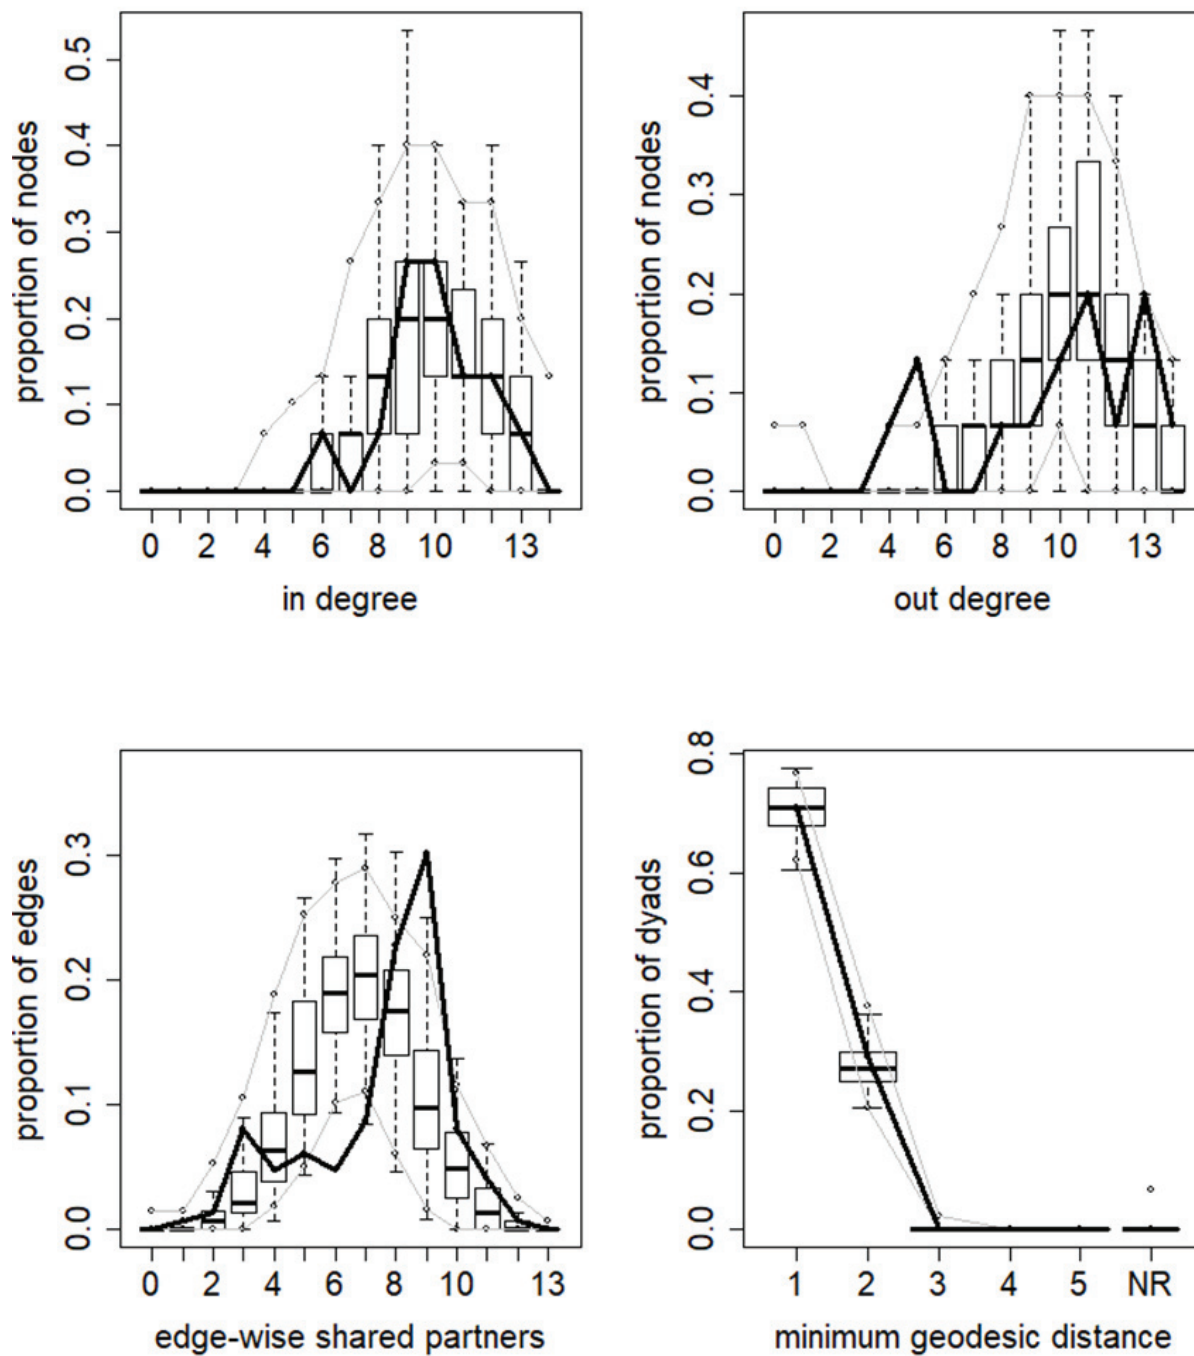 proportion of nodes
0.0 0.1 0.2 0.3 0.4 0.5
0 2 4 6 8 10 13
in degree
proportion of nodes
0.0 0.1 0.2 0.3 0.4
0 2 4 6 8 10 13
out degree
proportion of edges
0.0 0.1 0.2 0.3
0 2 4 6 8 10 13
edge-wise shared partners
proportion of dyads
0.0 0.2 0.4 0.6 0.8
1 2 3 4 5 NR
minimum geodesic distance